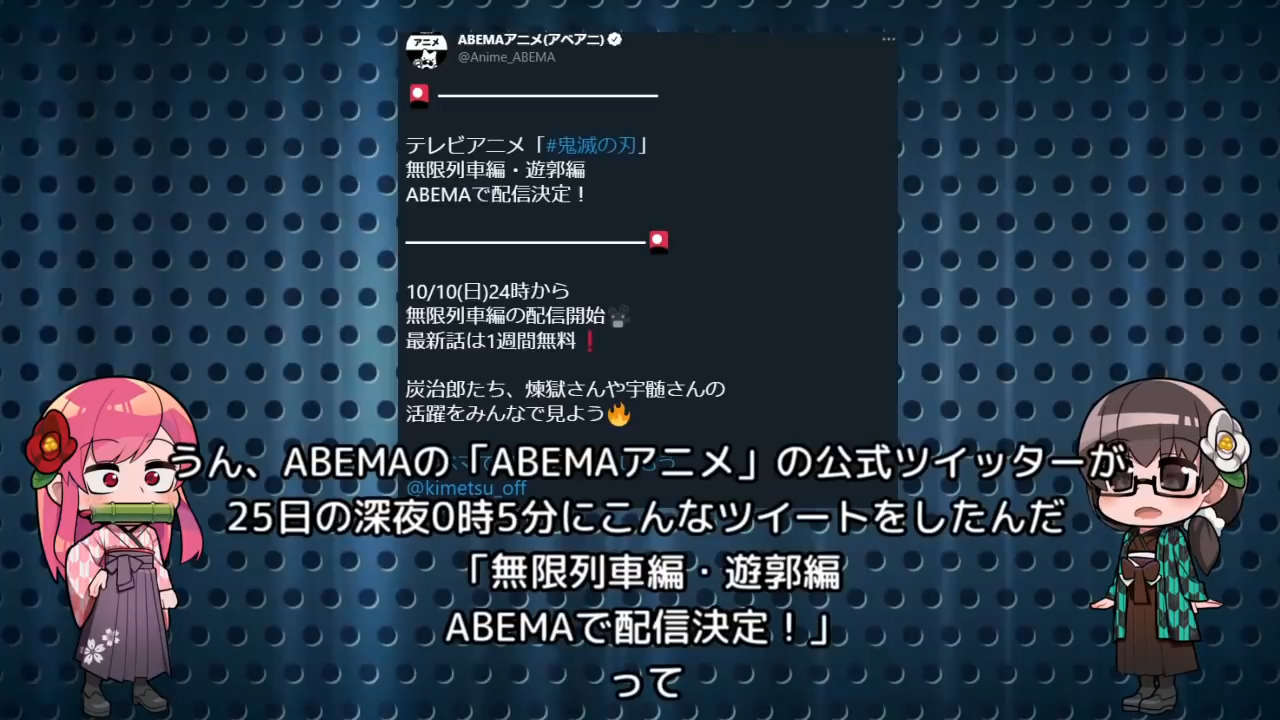 アニメ
ABEMAアニメ(アベアニ)
@Anime_ABEMA
テレビアニメ「#鬼滅の刃」
無限列車編・遊郭編
ABEMAで配信決定！
10/10(日)24時から
無限列車編の配信開始
最新話は1週間無料❗
炭治郎たち、煉獄さんや宇髄さんの
活躍をみんなで見よう🔥
@kimetsu_off
うん、ABEMAの「ABEMAアニメ」の公式ツイッターが
25日の深夜0時5分にこんなツイートをしたんだ
「無限列車編・遊郭編
ABEMAで配信決定！」
って